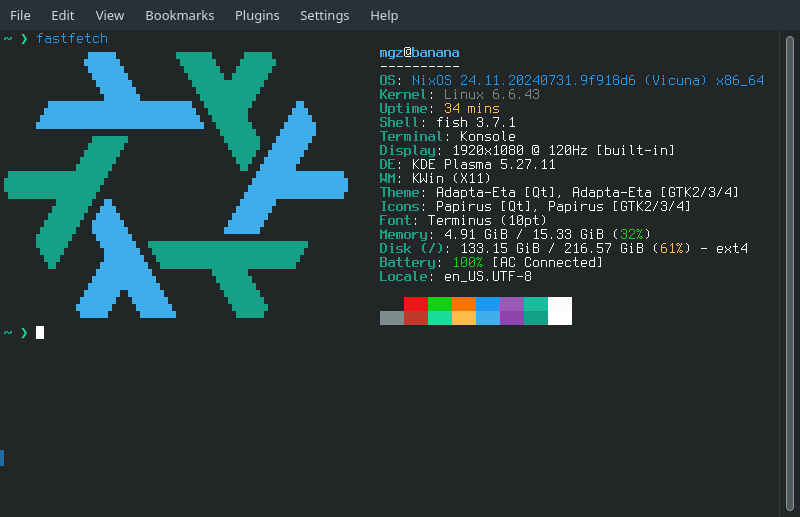 File Edit View Bookmarks Plugins Settings Help
~ ❯ fastfetch
mgz@banana
----------
OS: NixOS 24.11.20240731.9f918d6 (Vicuna) x86_64
Kernel: Linux 6.6.43
Uptime: 34 mins
Shell: fish 3.7.1
Terminal: Konsole
Display: 1920x1080 @ 120Hz [built-in]
DE: KDE Plasma 5.27.11
WM: KWin (X11)
Theme: Adapta-Eta [Qt], Adapta-Eta [GTK2/3/4]
Icons: Papirus [Qt], Papirus [GTK2/3/4]
Font: Terminus (10pt)
Memory: 4.91 GiB / 15.33 GiB (32%)
Disk (/): 133.15 GiB / 216.57 GiB (61%) - ext4
Battery: 100% [AC Connected]
Locale: en_US.UTF-8
~ ❯